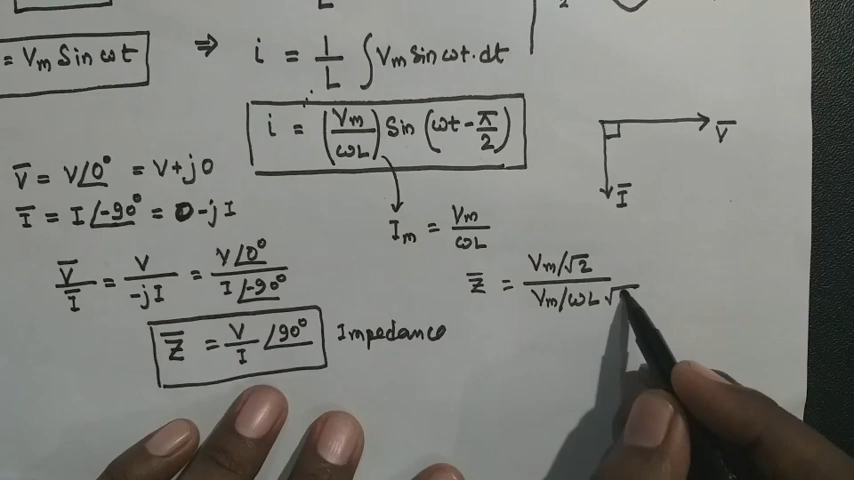 L
2
= Vm Sin ωt ⇒ i = 1/L ∫ Vm Sin ωt · dt
i = (Vm/ωL) Sin (ωt - π/2)
V̅
I̅
V̅ = V∠0° = V + j0
I̅ = I∠-90° = 0 - jI
Im = Vm/ωL
V̅/I̅ = V/-jI = V∠0°/I∠-90°
Z̅ = Vm/√2 / Vm/ωL√
Z̅ = V/I ∠90° Impedance